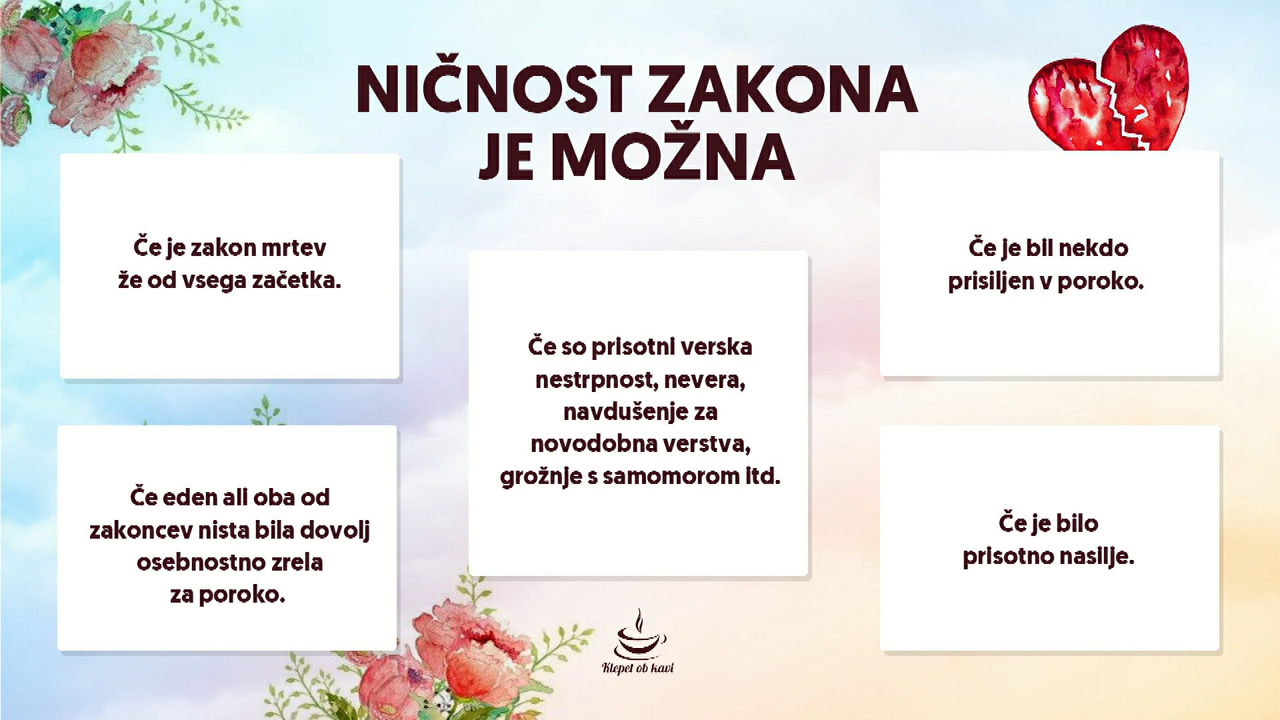 NIČNOST ZAKONA
JE MOŽNA
Če je zakon mrtev
že od vsega začetka.
Če je bil nekdo
prisiljen v poroko.
Če so prisotni verska
nestrpnost, nevera,
navdušenje za
novodobna verstva,
grožnje s samomorom itd.
Če eden ali oba od
zakoncev nista bila dovolj
osebnostno zrela
za poroko.
Če je bilo
prisotno nasilje.
Klepet ob kavi